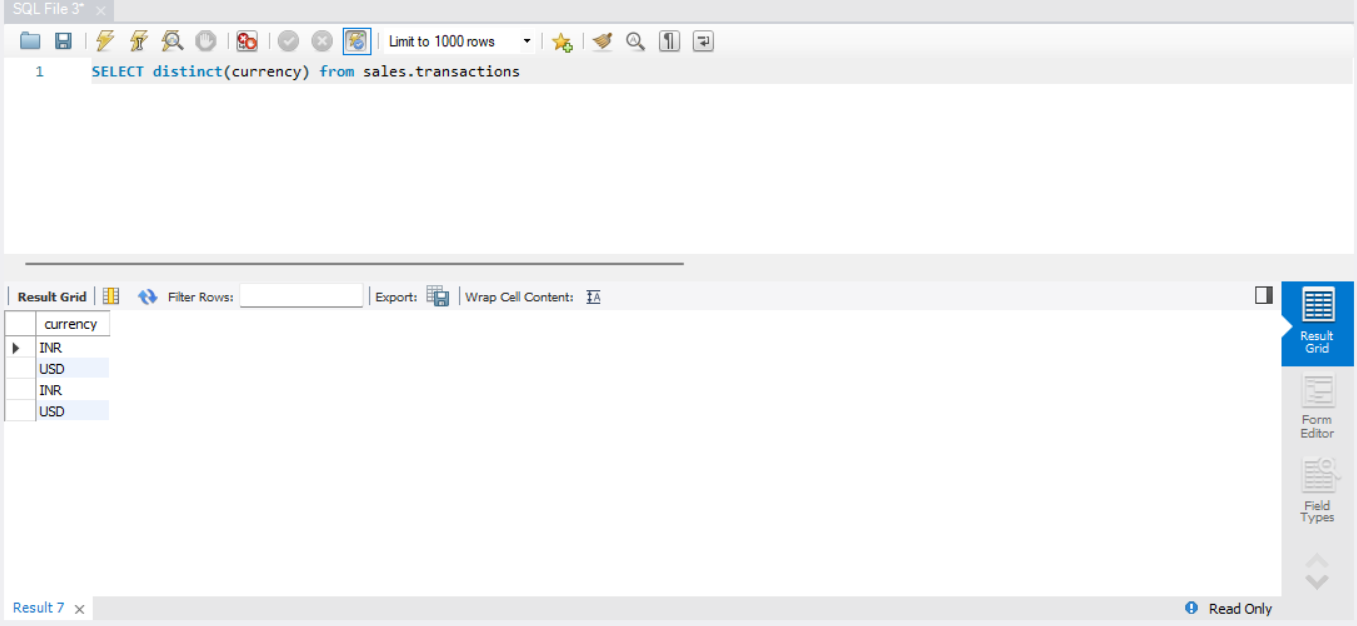 SQL File 3*
Limit to 1000 rows
1 SELECT distinct(currency) from sales.transactions
Result Grid Filter Rows: Export: Wrap Cell Content:
currency
INR
USD
INR
USD
Result
Grid
Form
Editor
Field
Types
Result 7 Read Only